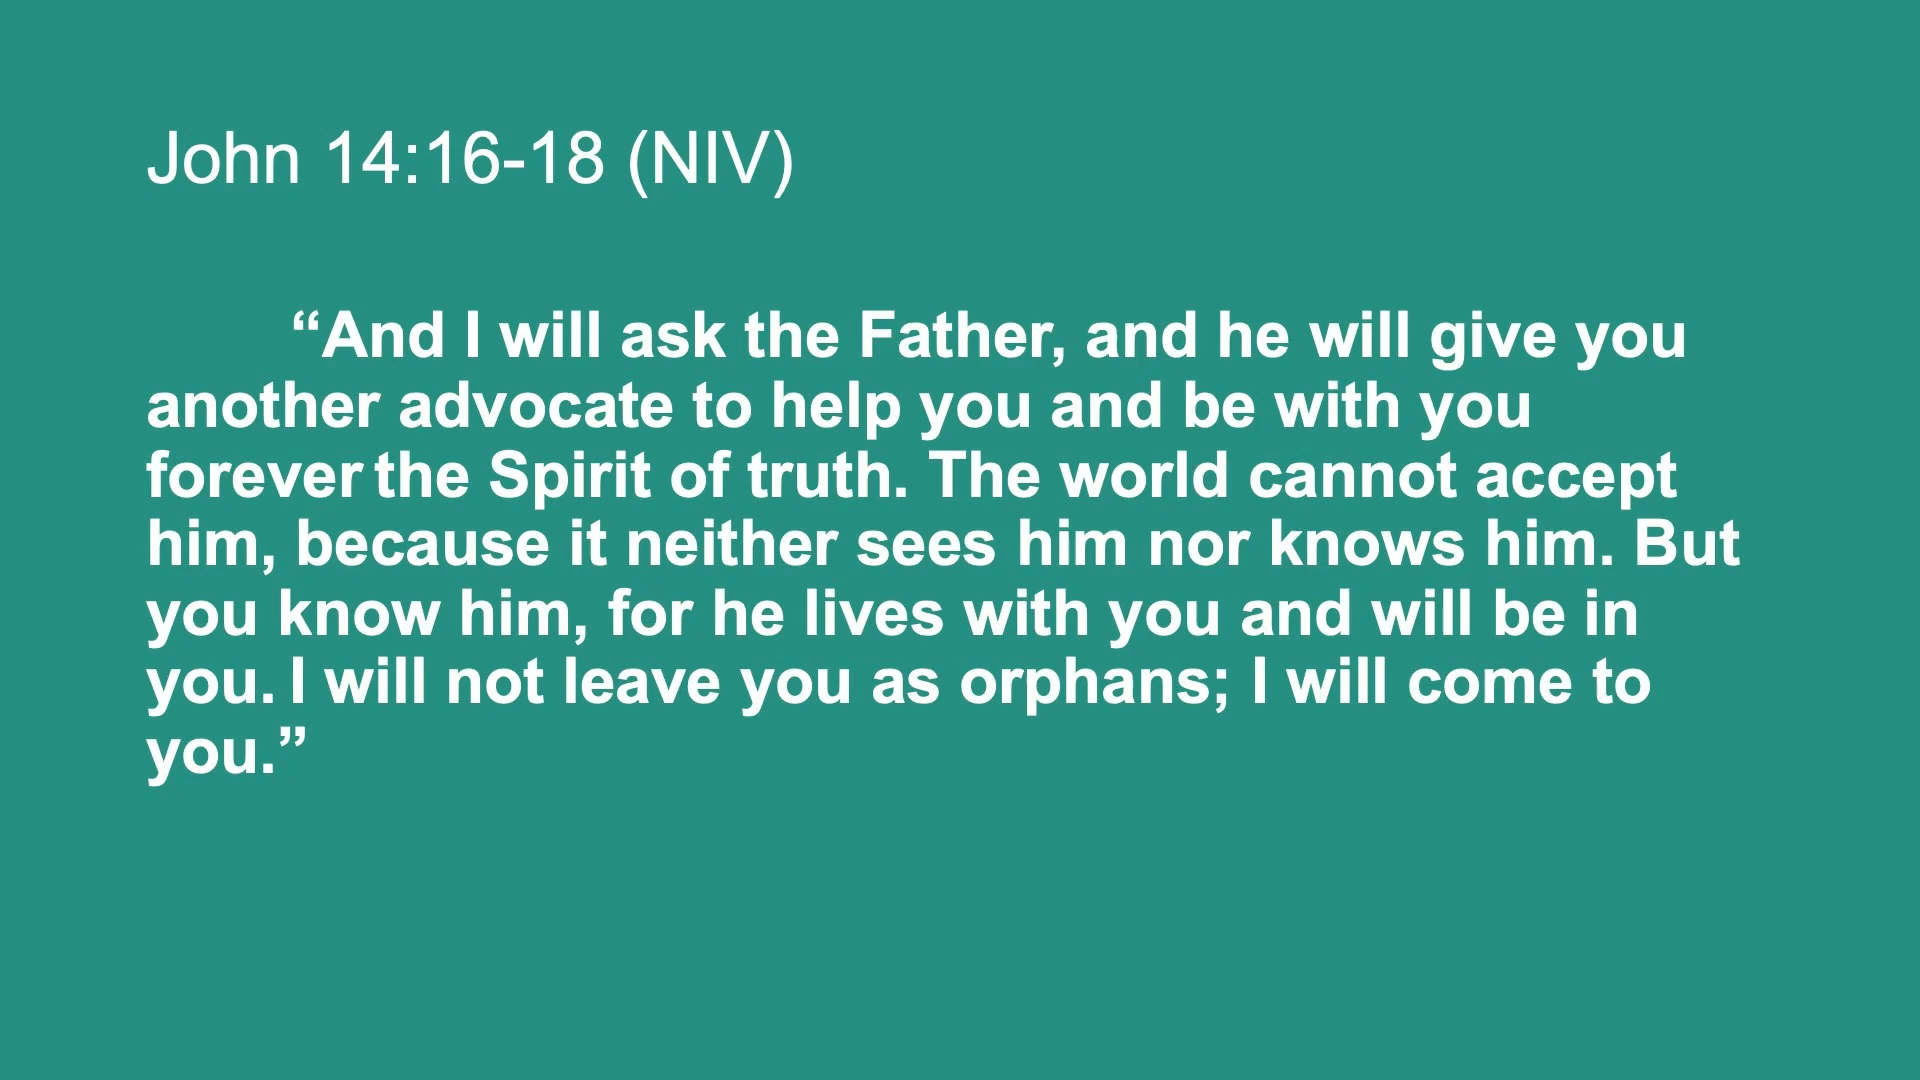 John 14:16-18 (NIV)
“And I will ask the Father, and he will give you
another advocate to help you and be with you
forever the Spirit of truth. The world cannot accept
him, because it neither sees him nor knows him. But
you know him, for he lives with you and will be in
you. I will not leave you as orphans; I will come to
you.”